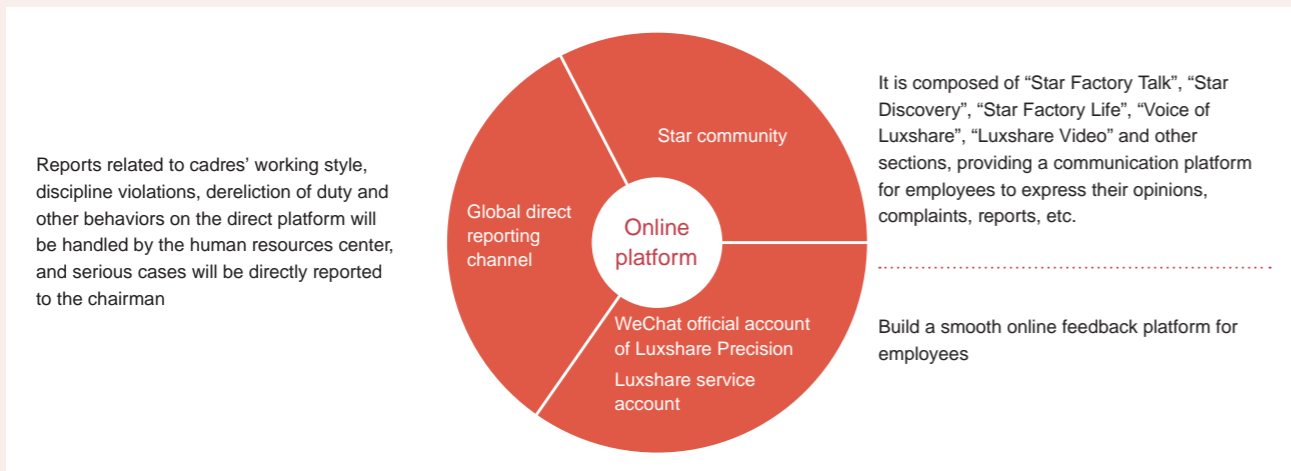 Reports related to cadres’ working style,
discipline violations, dereliction of duty and
other behaviors on the direct platform will
be handled by the human resources center,
and serious cases will be directly reported
to the chairman
Global direct
reporting
channel
Star community
Online
platform
WeChat official account
of Luxshare Precision
Luxshare service
account
It is composed of “Star Factory Talk”, “Star
Discovery”, “Star Factory Life”, “Voice of
Luxshare”, “Luxshare Video” and other
sections, providing a communication platform
for employees to express their opinions,
complaints, reports, etc.
Build a smooth online feedback platform for
employees